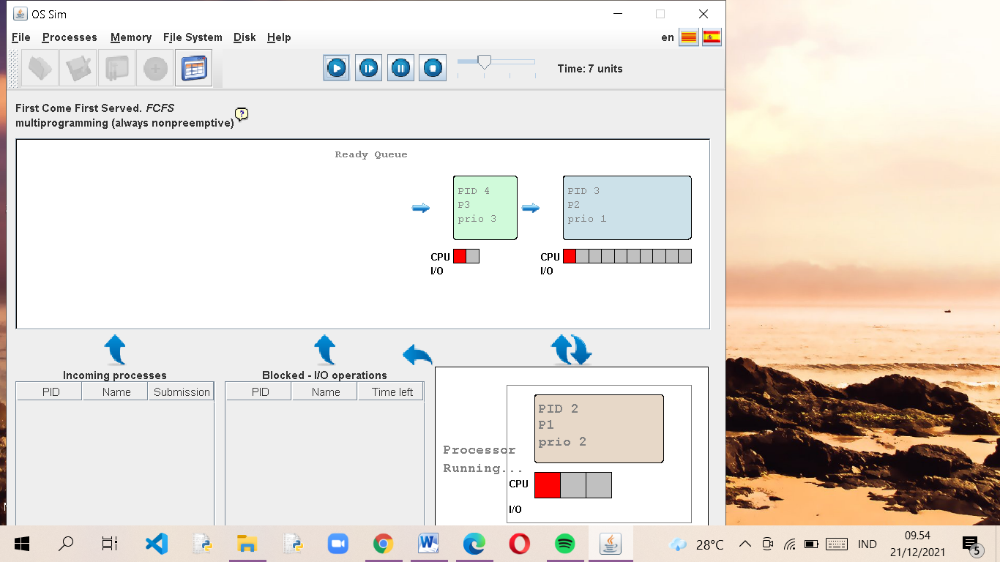 OS Sim
File Processes Memory File System Disk Help en
Time: 7 units
First Come First Served. FCFS
multiprogramming (always nonpreemptive) ?
Ready Queue
PID 4
P3
prio 3
CPU
I/O
PID 3
P2
prio 1
CPU
I/O
Incoming processes
PID Name Submission
Blocked - I/O operations
PID Name Time left
Processor
Running...
PID 2
P1
prio 2
CPU
I/O
28°C IND 09.54
21/12/2021 5